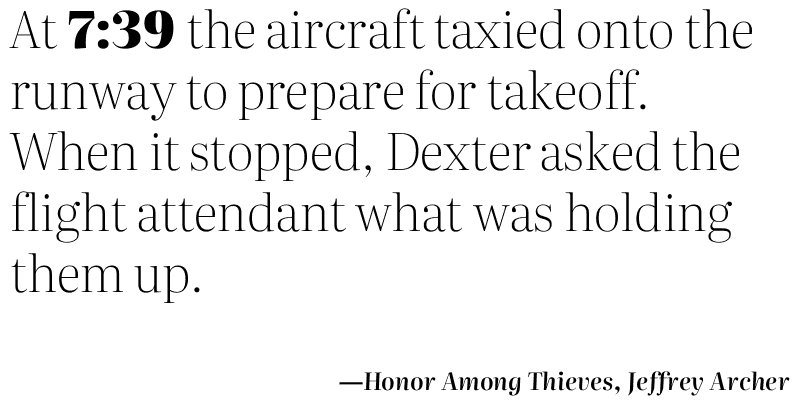 At 7:39 the aircraft taxied onto the
runway to prepare for takeoff.
When it stopped, Dexter asked the
flight attendant what was holding
them up.
—Honor Among Thieves, Jeffrey Archer